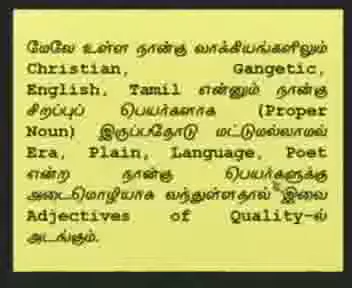 மேலே உள்ள நான்கு வாக்கியங்களிலும்
Christian, Gangetic,
English, Tamil என்னும் நான்கு
சிறப்புப் பெயர்களாக (Proper
Noun) இருப்பதோடு மட்டுமல்லாமல்
Era, Plain, Language, Poet
என்ற நான்கு பெயர்களுக்கு
அடைமொழியாக வந்துள்ளதால் இவை
Adjectives of Quality-ல்
அடங்கும்.